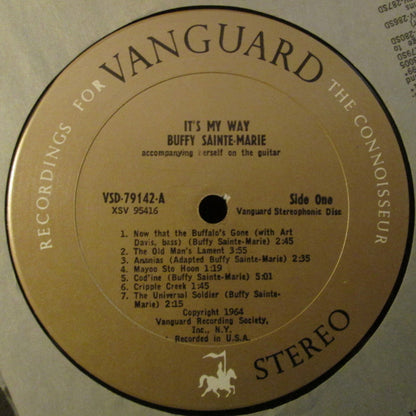 RECORDINGS FOR VANGUARD THE CONNOISSEUR
IT'S MY WAY
BUFFY SAINTE-MARIE
accompanying erself on the guitar
VSD-79142-A
XSV 95416
Side One
Vanguard Stereophonic Disc
1. Now that the Buffalo's Gone (with Art
Davis, bass) (Buffy Sainte-Marie) 2:45
2. The Old Man's Lament 3:55
3. Ananias (Adapted Buffy Sainte-Marie) 2:35
4. Mayoo Sto Hoon 1:19
5. Cod'ine (Buffy Sainte-Marie) 5:01
6. Cripple Creek 1:45
7. The Universal Soldier (Buffy Sainte-
Marie) 2:15
Copyright 1964
Vanguard Recording Society,
Inc., N.Y.
Recorded in U.S.A.
STEREO